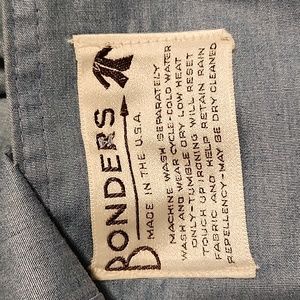 BONDERS
MADE IN THE U.S.A.
MACHINE WASH SEPARATELY
WASH AND WEAR CYCLE-COLD WATER
ONLY-TUMBLE DRY LOW HEAT
TOUCH UP IRONING WILL RESET
FABRIC AND HELP RETAIN RAIN
REPELLENCY-MAY BE DRY CLEANED